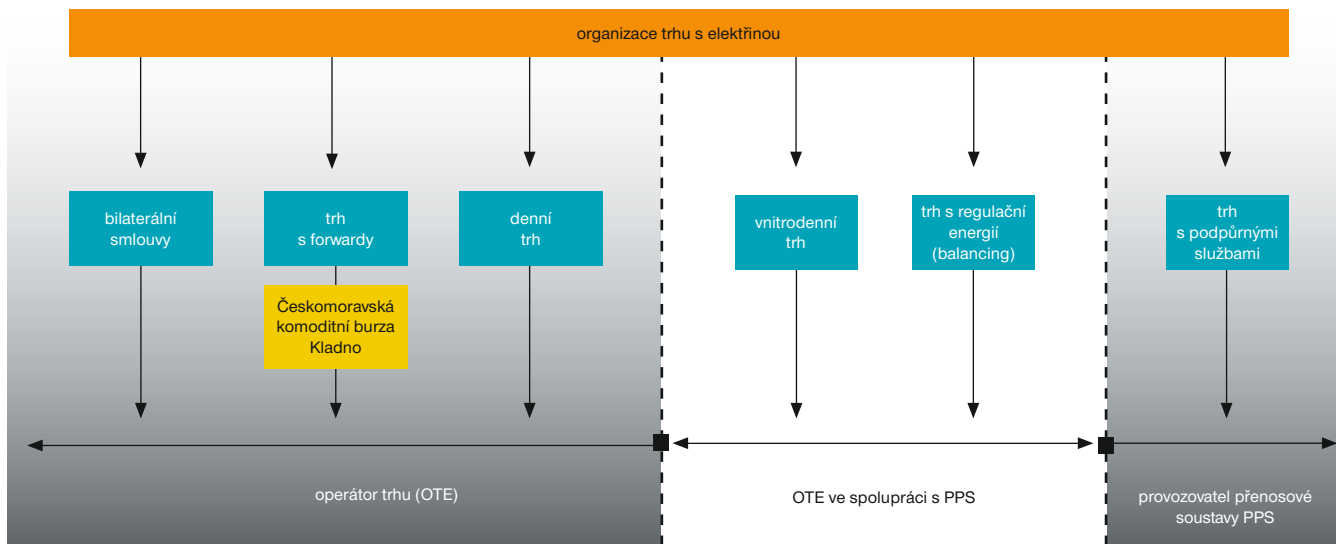 organizace trhu s elektřinou
bilaterální
smlouvy
trh
s forwardy
denní
trh
vnitrodenní
trh
trh s regulační
energií
(balancing)
trh
s podpůrnými
službami
Českomoravská
komoditní burza
Kladno
operátor trhu (OTE)
OTE ve spolupráci s PPS
provozovatel přenosové
soustavy PPS